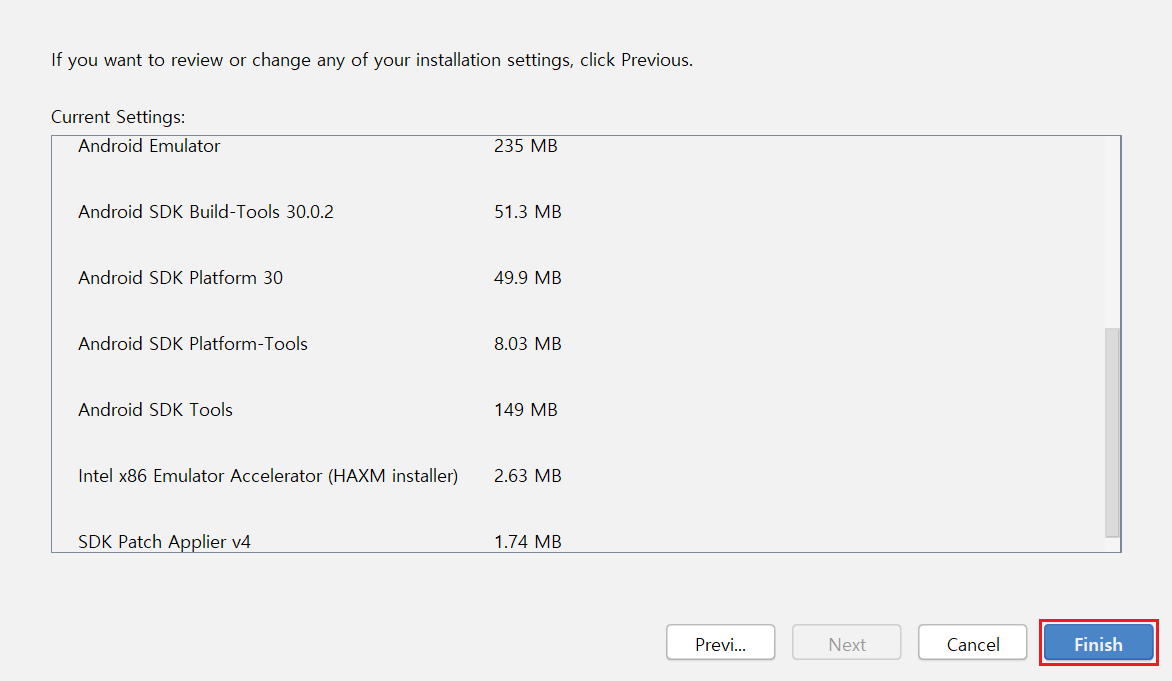 If you want to review or change any of your installation settings, click Previous.
Current Settings:
Android Emulator 235 MB
Android SDK Build-Tools 30.0.2 51.3 MB
Android SDK Platform 30 49.9 MB
Android SDK Platform-Tools 8.03 MB
Android SDK Tools 149 MB
Intel x86 Emulator Accelerator (HAXM installer) 2.63 MB
SDK Patch Applier v4 1.74 MB
Previ... Next Cancel Finish